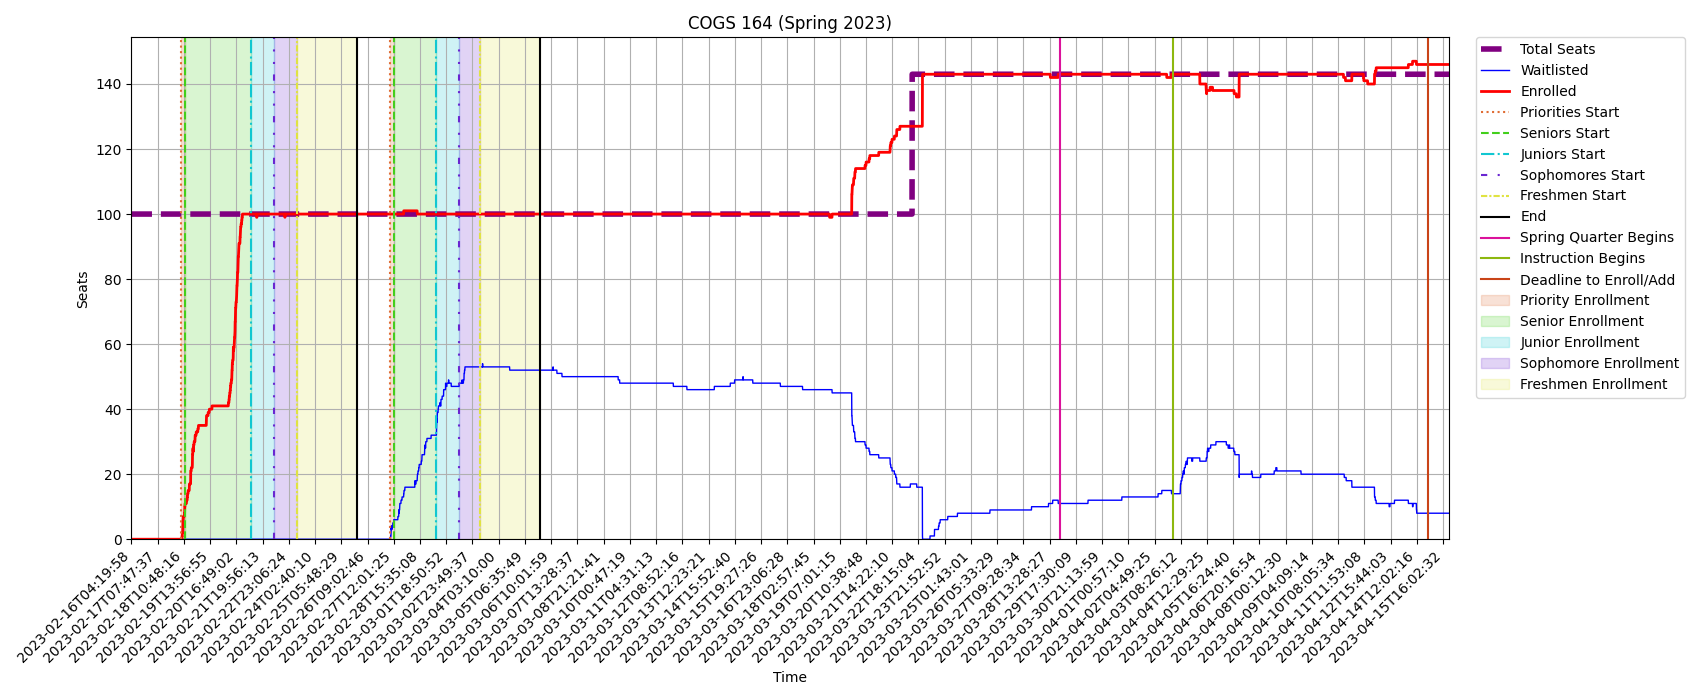 COGS 164 (Spring 2023)
Seats
140
120
100
80
60
40
20
0
2023-02-16T04:19:58
2023-02-17T07:47:37
2023-02-18T10:48:16
2023-02-19T13:56:55
2023-02-20T16:49:02
2023-02-21T19:56:13
2023-02-22T23:06:24
2023-02-24T02:40:10
2023-02-25T05:48:29
2023-02-26T09:02:46
2023-02-27T12:01:25
2023-02-28T15:35:08
2023-03-01T18:50:52
2023-03-02T23:49:37
2023-03-04T03:10:00
2023-03-05T06:35:49
2023-03-06T10:01:59
2023-03-07T13:28:37
2023-03-08T21:21:41
2023-03-10T00:47:19
2023-03-11T04:31:13
2023-03-12T08:52:16
2023-03-13T12:23:21
2023-03-14T15:52:40
2023-03-15T19:27:26
2023-03-16T23:06:28
2023-03-18T02:57:45
2023-03-19T07:01:15
2023-03-20T10:38:48
2023-03-21T14:22:10
2023-03-22T18:15:04
2023-03-23T21:52:52
2023-03-25T01:43:01
2023-03-26T05:33:29
2023-03-27T09:28:34
2023-03-28T13:28:27
2023-03-29T17:30:09
2023-03-30T21:13:59
2023-04-01T00:57:10
2023-04-02T04:49:25
2023-04-03T08:26:12
2023-04-04T12:29:25
2023-04-05T16:24:40
2023-04-06T20:16:54
2023-04-08T00:12:30
2023-04-09T04:09:14
2023-04-10T08:05:34
2023-04-11T11:53:08
2023-04-12T15:44:03
2023-04-14T12:02:16
2023-04-15T16:02:32
Time
Total Seats
Waitlisted
Enrolled
Priorities Start
Seniors Start
Juniors Start
Sophomores Start
Freshmen Start
End
Spring Quarter Begins
Instruction Begins
Deadline to Enroll/Add
Priority Enrollment
Senior Enrollment
Junior Enrollment
Sophomore Enrollment
Freshmen Enrollment